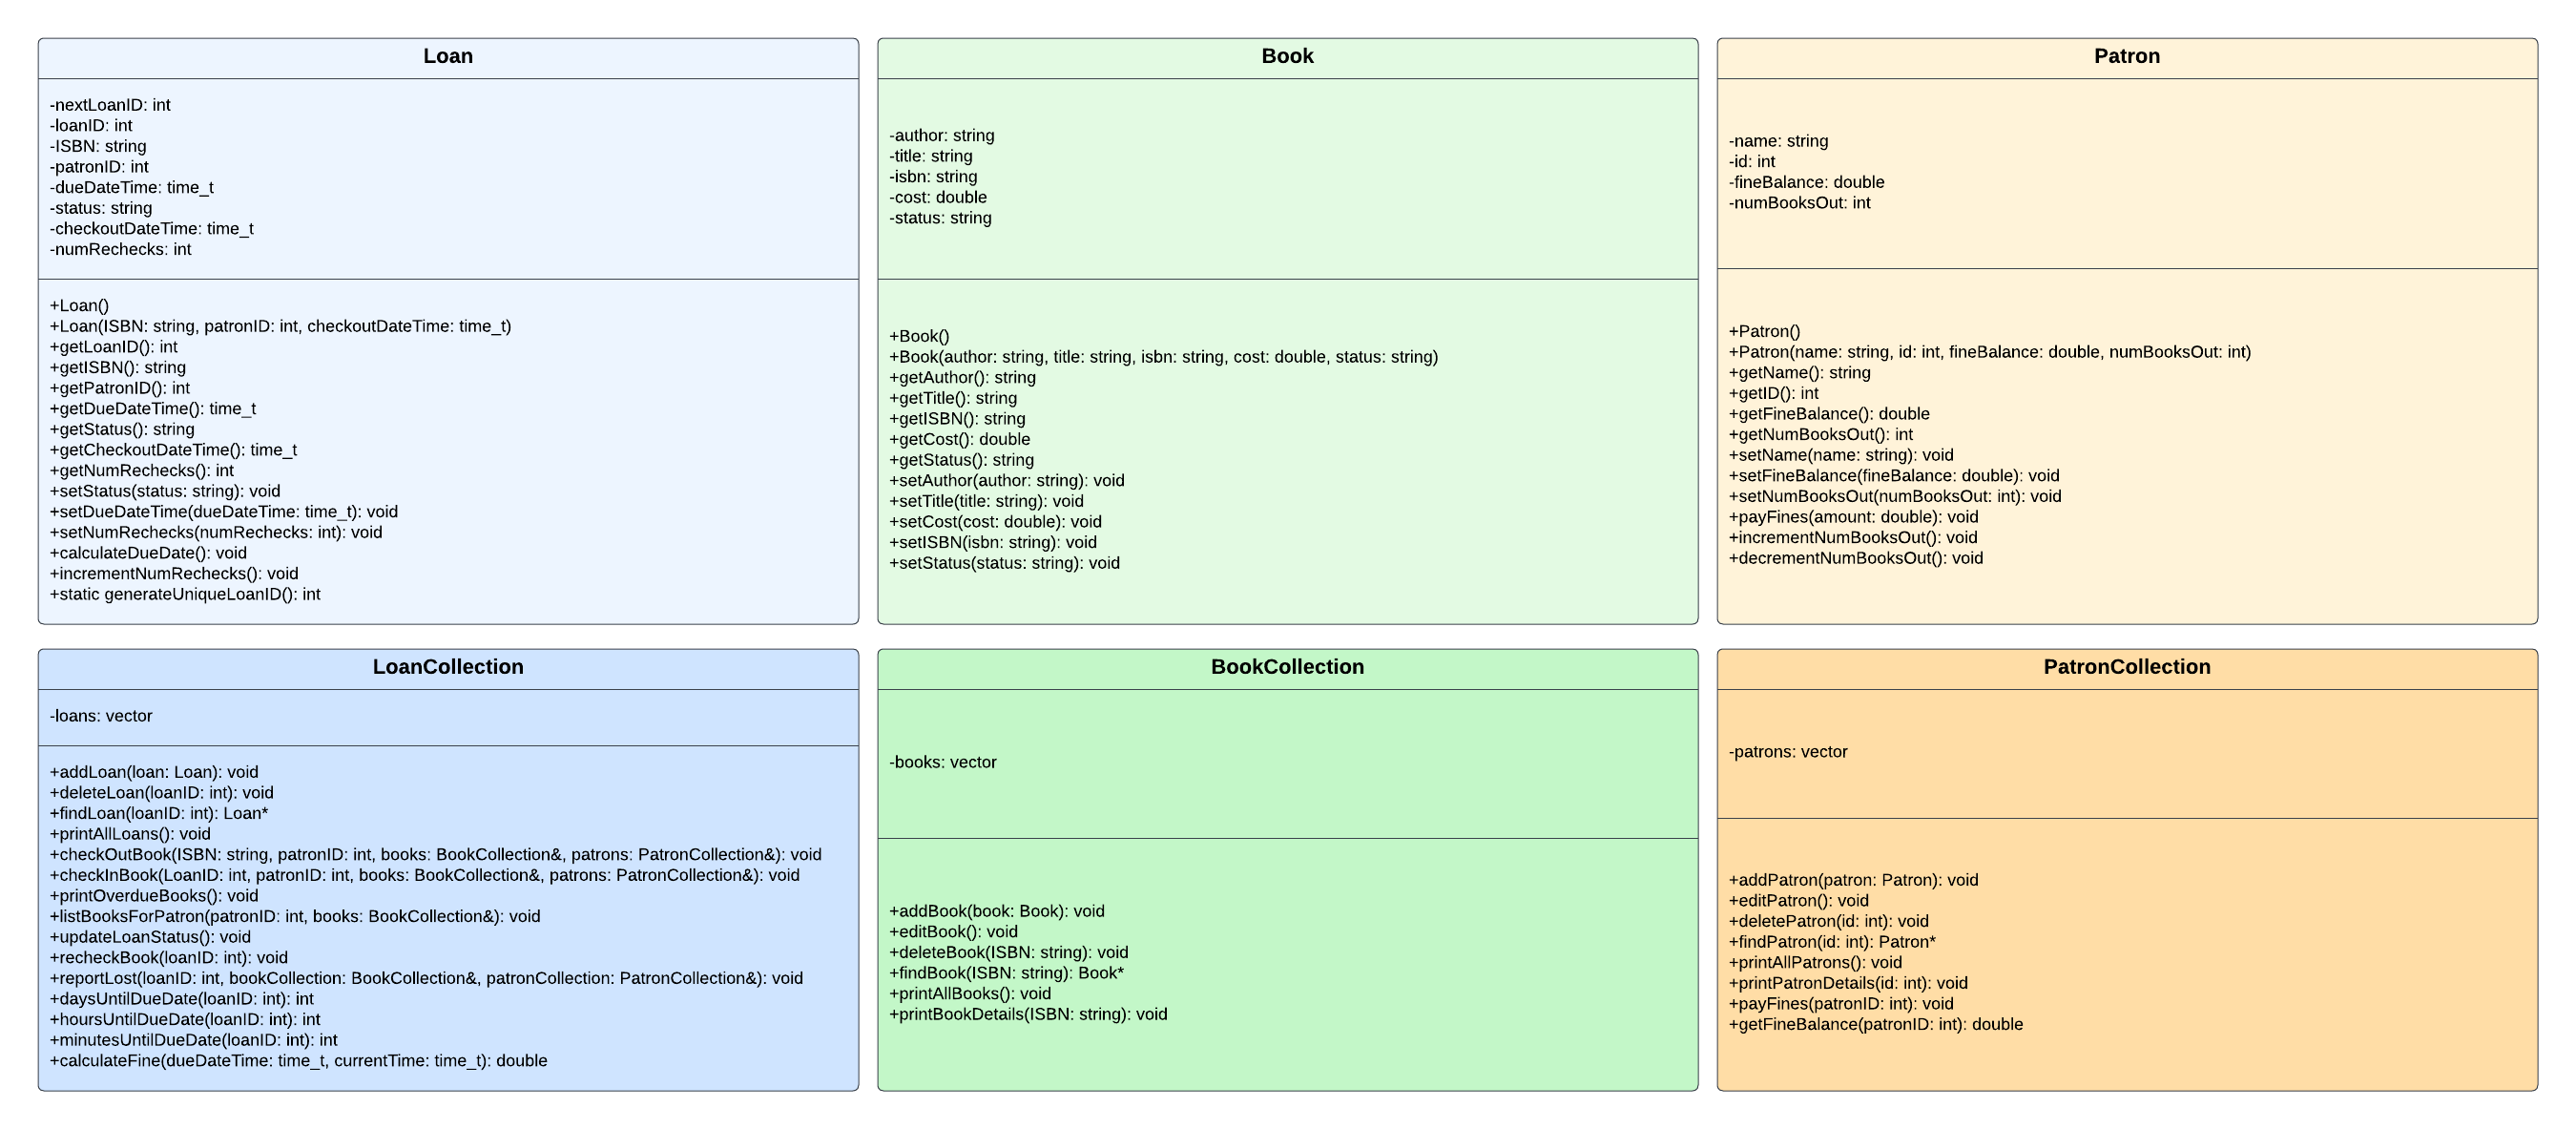 Loan
-nextLoanID: int
-loanID: int
-ISBN: string
-patronID: int
-dueDateTime: time_t
-status: string
-checkoutDateTime: time_t
-numRechecks: int
+Loan()
+Loan(ISBN: string, patronID: int, checkoutDateTime: time_t)
+getLoanID(): int
+getISBN(): string
+getPatronID(): int
+getDueDateTime(): time_t
+getStatus(): string
+getCheckoutDateTime(): time_t
+getNumRechecks(): int
+setStatus(status: string): void
+setDueDateTime(dueDateTime: time_t): void
+setNumRechecks(numRechecks: int): void
+calculateDueDate(): void
+incrementNumRechecks(): void
+static generateUniqueLoanID(): int
Book
-author: string
-title: string
-isbn: string
-cost: double
-status: string
+Book()
+Book(author: string, title: string, isbn: string, cost: double, status: string)
+getAuthor(): string
+getTitle(): string
+getISBN(): string
+getCost(): double
+getStatus(): string
+setAuthor(author: string): void
+setTitle(title: string): void
+setCost(cost: double): void
+setISBN(isbn: string): void
+setStatus(status: string): void
Patron
-name: string
-id: int
-fineBalance: double
-numBooksOut: int
+Patron()
+Patron(name: string, id: int, fineBalance: double, numBooksOut: int)
+getName(): string
+getID(): int
+getFineBalance(): double
+getNumBooksOut(): int
+setName(name: string): void
+setFineBalance(fineBalance: double): void
+setNumBooksOut(numBooksOut: int): void
+payFines(amount: double): void
+incrementNumBooksOut(): void
+decrementNumBooksOut(): void
LoanCollection
-loans: vector
+addLoan(loan: Loan): void
+deleteLoan(loanID: int): void
+findLoan(loanID: int): Loan*
+printAllLoans(): void
+checkOutBook(ISBN: string, patronID: int, books: BookCollection&, patrons: PatronCollection&): void
+checkInBook(LoanID: int, patronID: int, books: BookCollection&, patrons: PatronCollection&): void
+printOverdueBooks(): void
+listBooksForPatron(patronID: int, books: BookCollection&): void
+updateLoanStatus(): void
+recheckBook(loanID: int): void
+reportLost(loanID: int, bookCollection: BookCollection&, patronCollection: PatronCollection&): void
+daysUntilDueDate(loanID: int): int
+hoursUntilDueDate(loanID: int): int
+minutesUntilDueDate(loanID: int): int
+calculateFine(dueDateTime: time_t, currentTime: time_t): double
BookCollection
-books: vector
+addBook(book: Book): void
+editBook(): void
+deleteBook(ISBN: string): void
+findBook(ISBN: string): Book*
+printAllBooks(): void
+printBookDetails(ISBN: string): void
PatronCollection
-patrons: vector
+addPatron(patron: Patron): void
+editPatron(): void
+deletePatron(id: int): void
+findPatron(id: int): Patron*
+printAllPatrons(): void
+printPatronDetails(id: int): void
+payFines(patronID: int): void
+getFineBalance(patronID: int): double